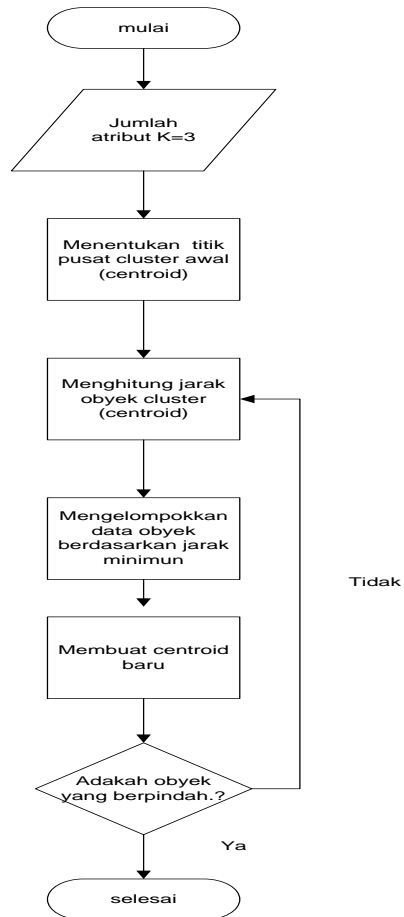 mulai
Jumlah
atribut K=3
Menentukan titik
pusat cluster awal
(centroid)
Menghitung jarak
obyek cluster
(centroid)
Mengelompokkan
data obyek
berdasarkan jarak
minimun
Tidak
Membuat centroid
baru
Adakah obyek
yang berpindah.?
Ya
selesai